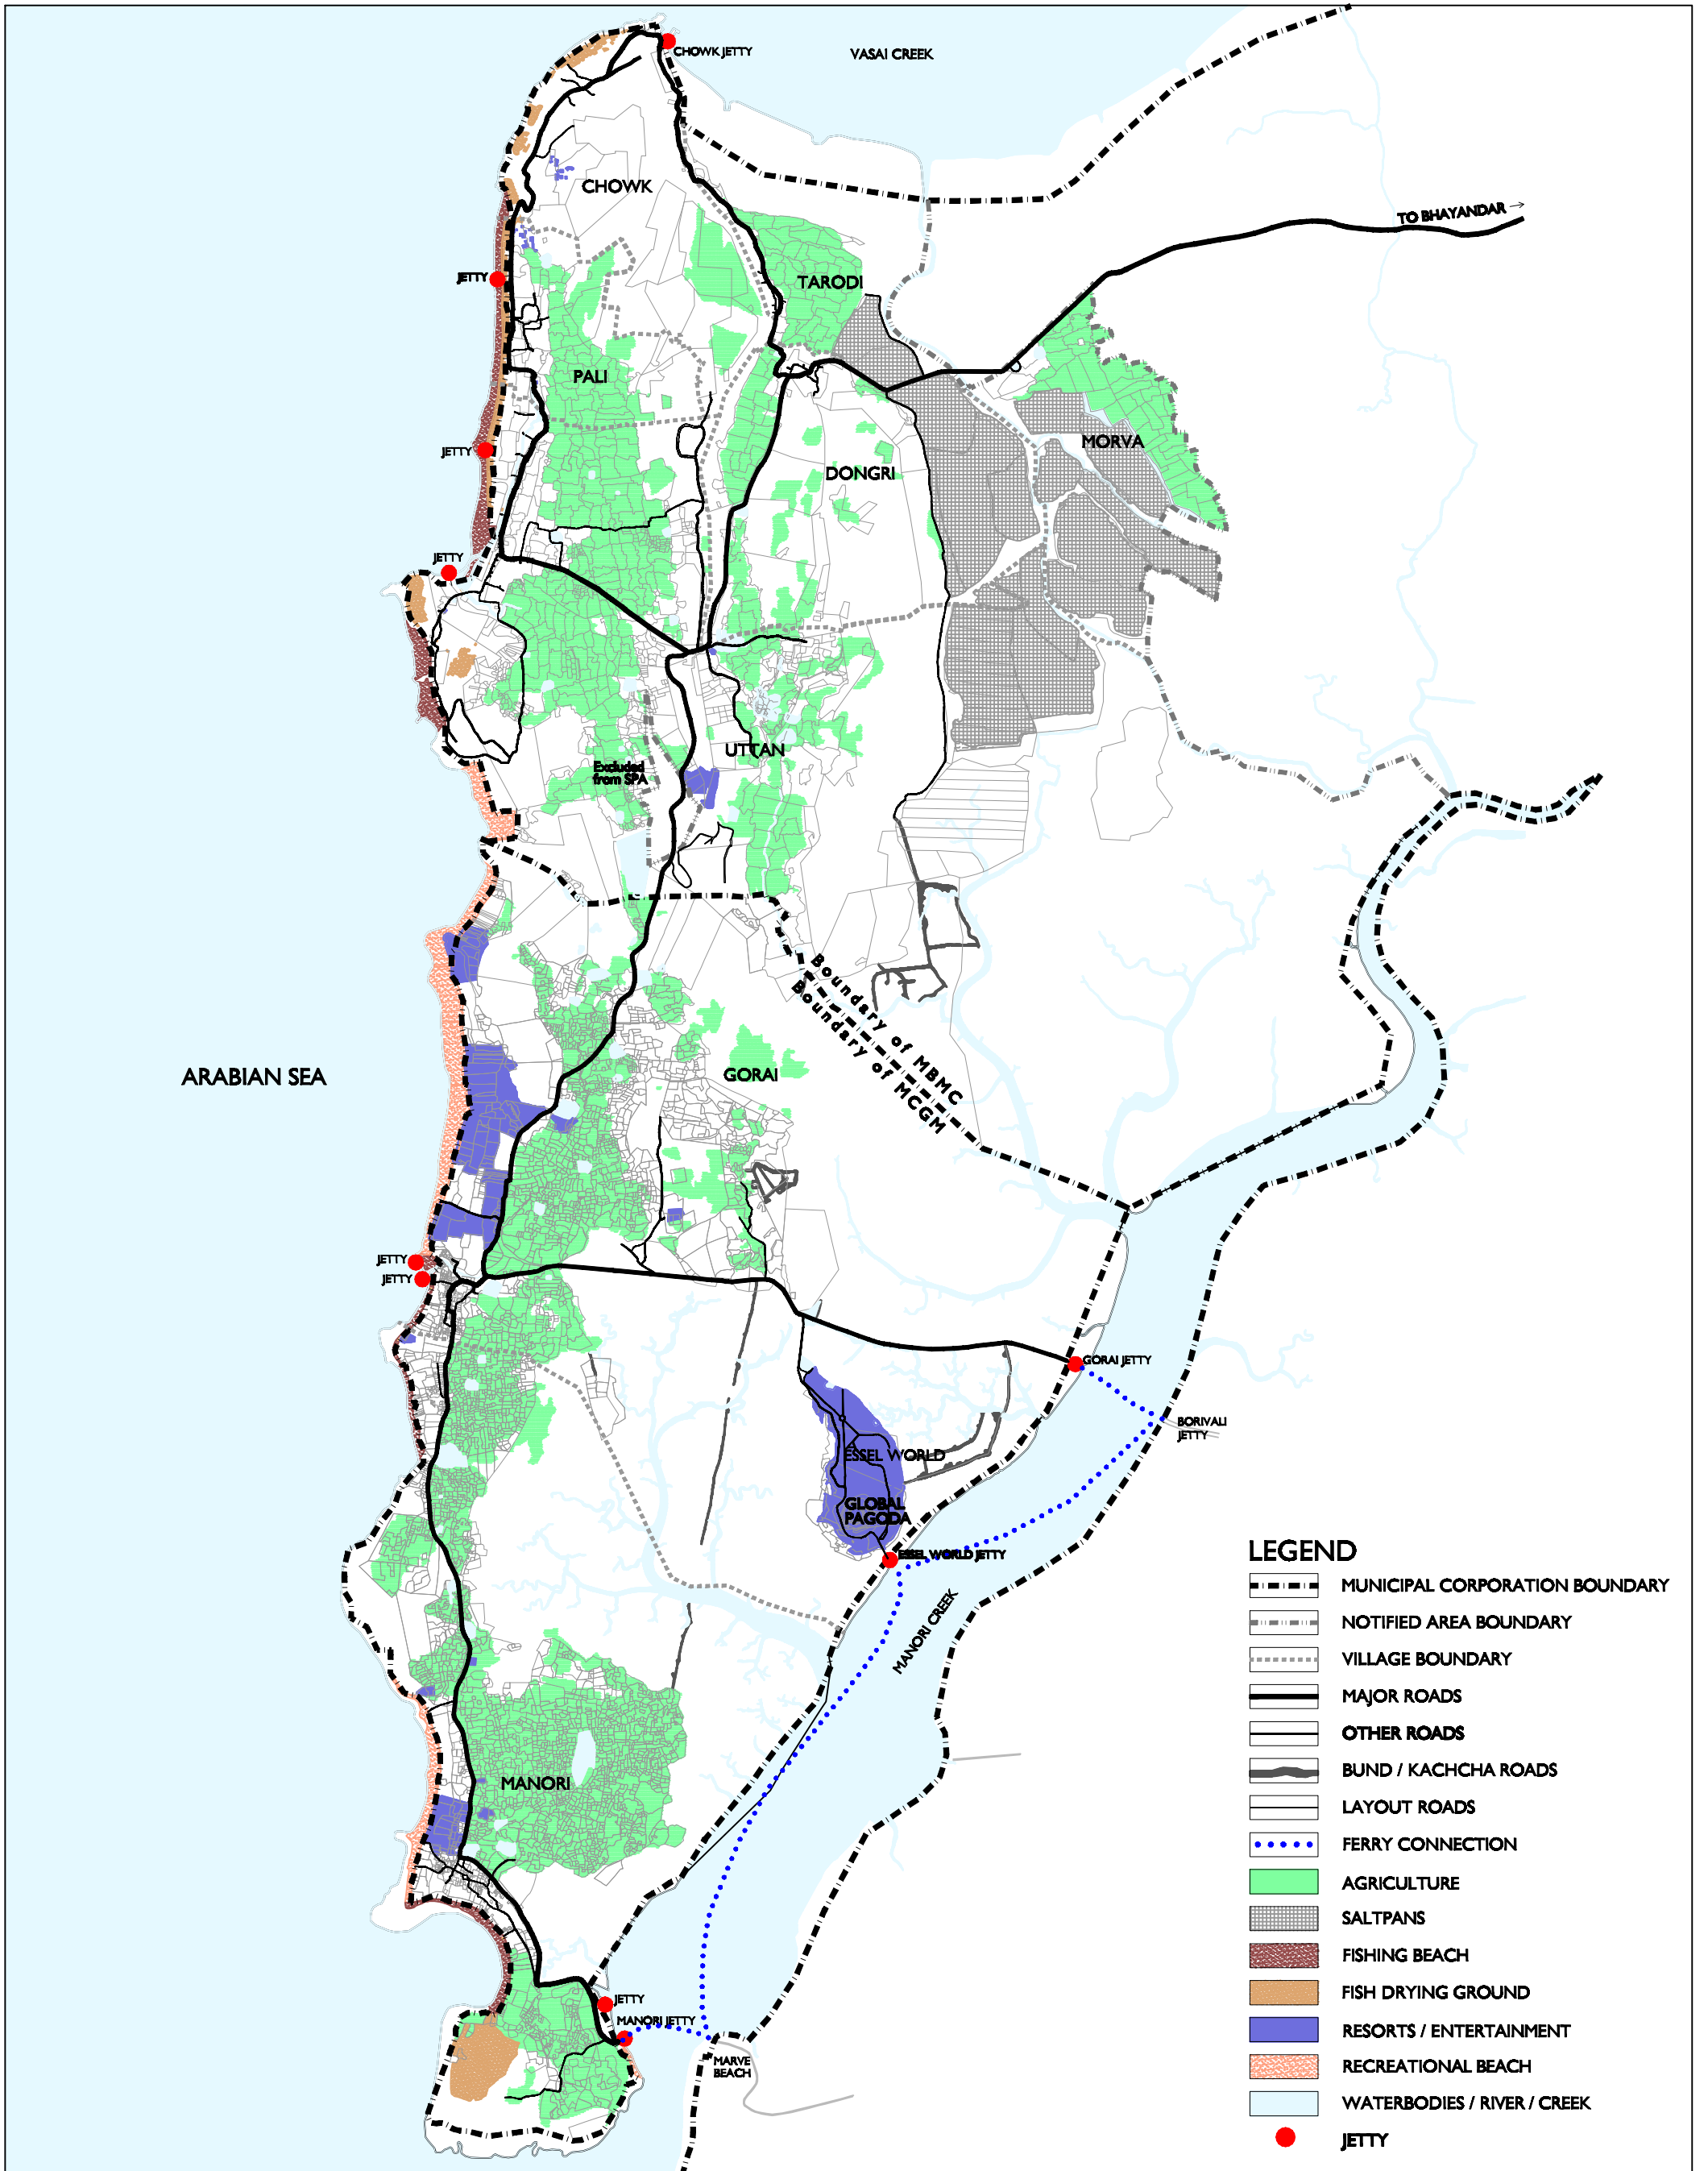 CHOWK JETTY
VASAI CREEK
CHOWK
TO BHAYANDAR →
JETTY
TARODI
PALI
JETTY
MORVA
DONGRI
JETTY
UTTAN
Excluded
from SPA
Boundary of MBMC
Boundary of MCGM
ARABIAN SEA
GORAI
JETTY
JETTY
GORAI JETTY
BORIVALI
JETTY
ESSEL WORLD
GLOBAL
PAGODA
ESSEL WORLD JETTY
MANORI CREEK
MANORI
JETTY
MANORI JETTY
MARVE
BEACH
LEGEND
MUNICIPAL CORPORATION BOUNDARY
NOTIFIED AREA BOUNDARY
VILLAGE BOUNDARY
MAJOR ROADS
OTHER ROADS
BUND / KACHCHA ROADS
LAYOUT ROADS
FERRY CONNECTION
AGRICULTURE
SALTPANS
FISHING BEACH
FISH DRYING GROUND
RESORTS / ENTERTAINMENT
RECREATIONAL BEACH
WATERBODIES / RIVER / CREEK
JETTY